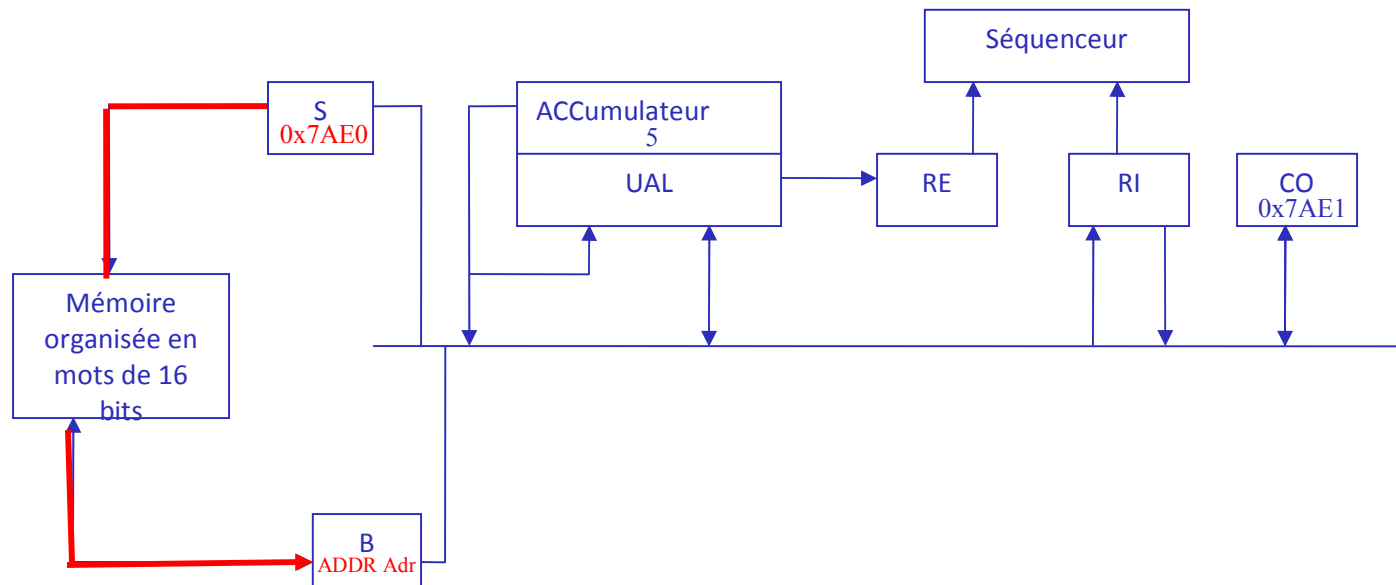 Séquenceur
S
0x7AE0
ACCumulateur
5
UAL
RE
RI
CO
0x7AE1
Mémoire
organisée en
mots de 16
bits
B
ADDR Adr